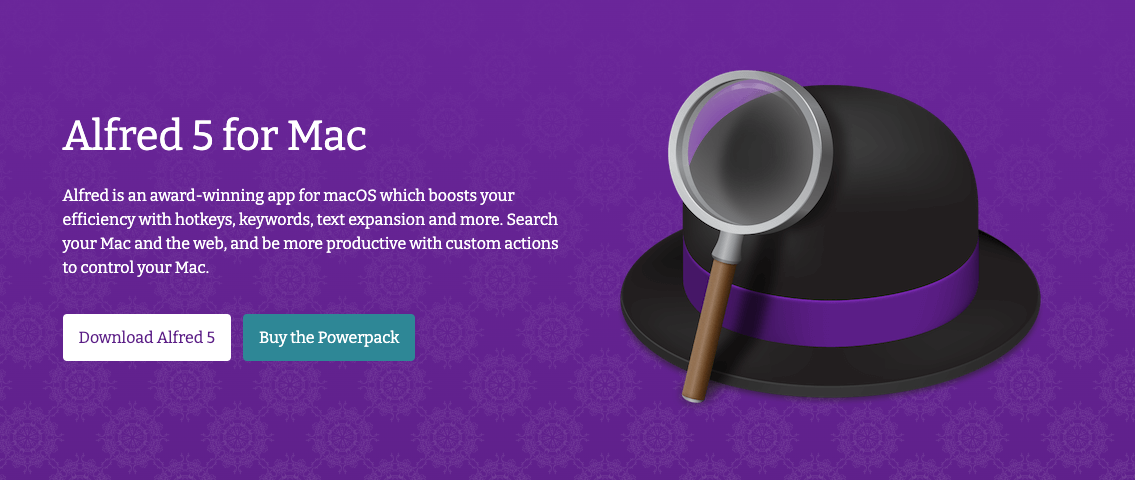 Alfred 5 for Mac
Alfred is an award-winning app for macOS which boosts your
efficiency with hotkeys, keywords, text expansion and more. Search
your Mac and the web, and be more productive with custom actions
to control your Mac.
Download Alfred 5
Buy the Powerpack